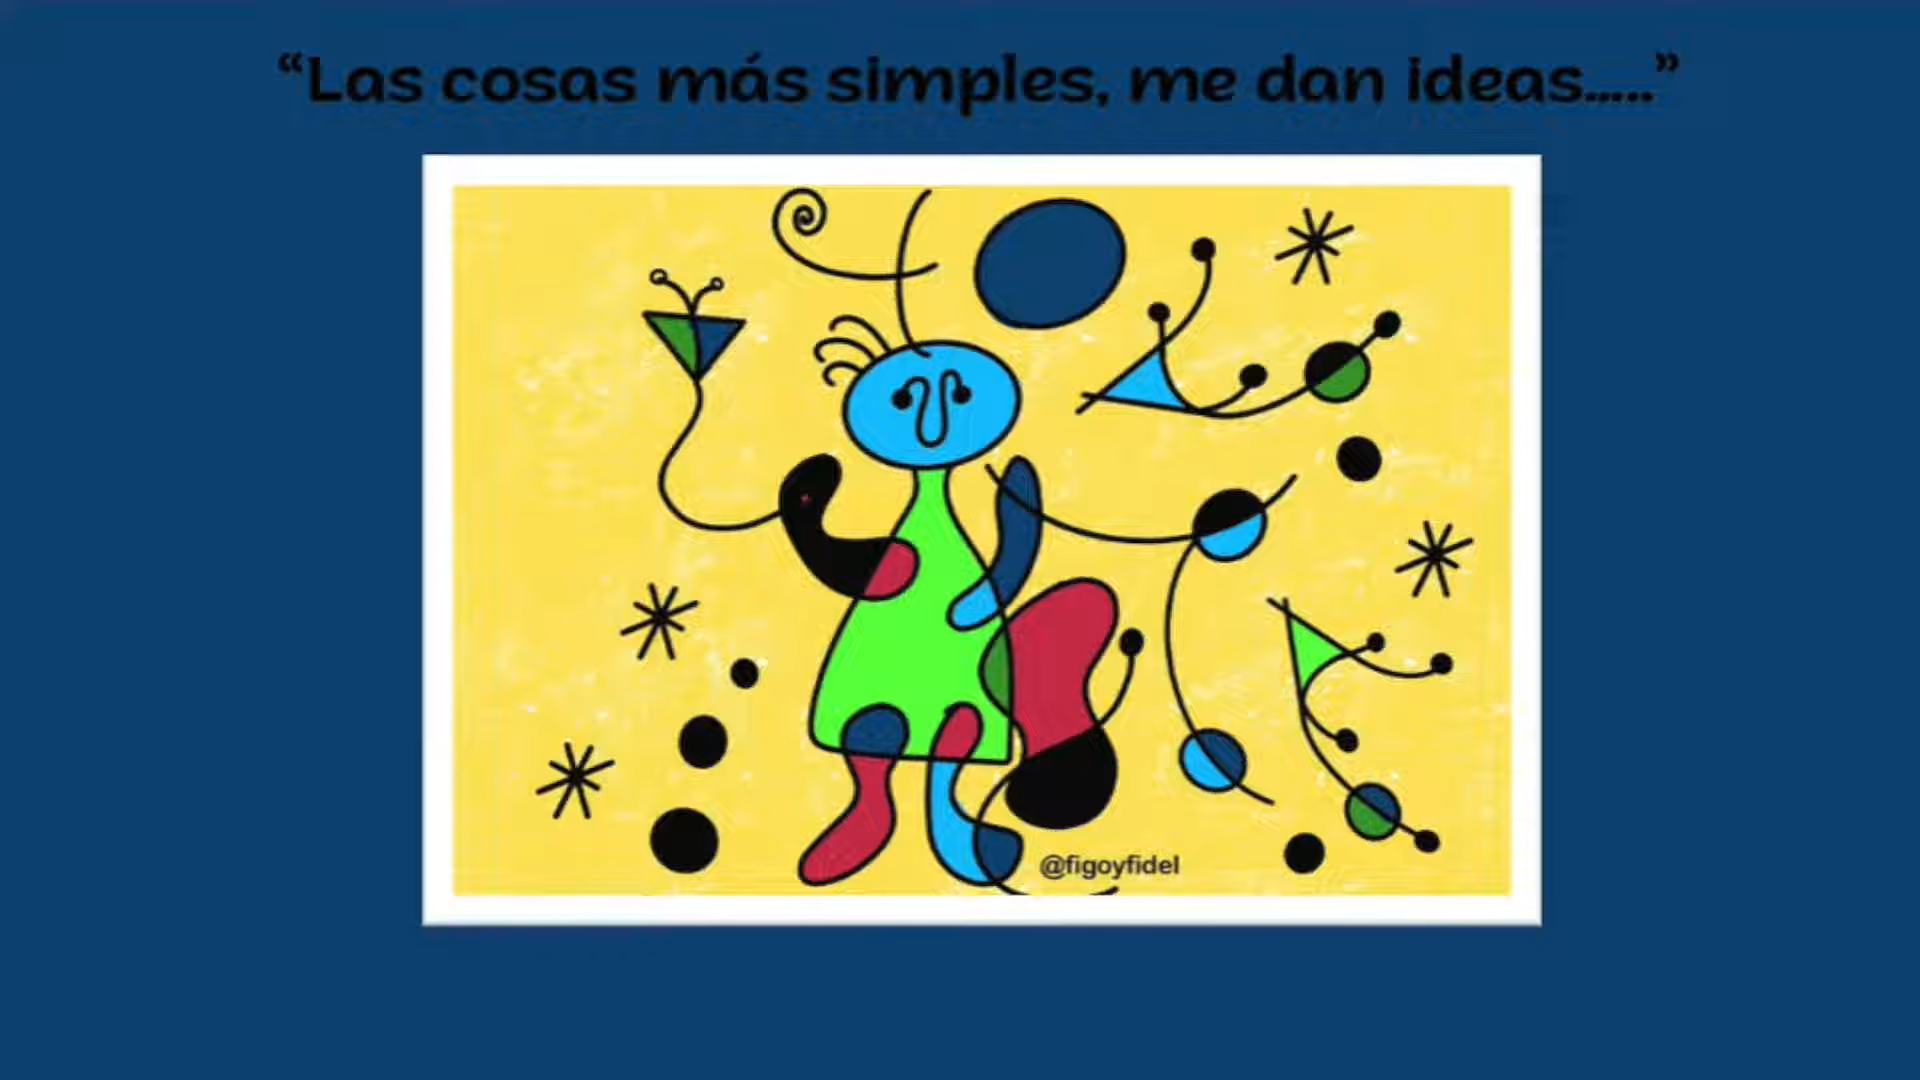 “Las cosas más simples, me dan ideas.....”
@figoyfidel